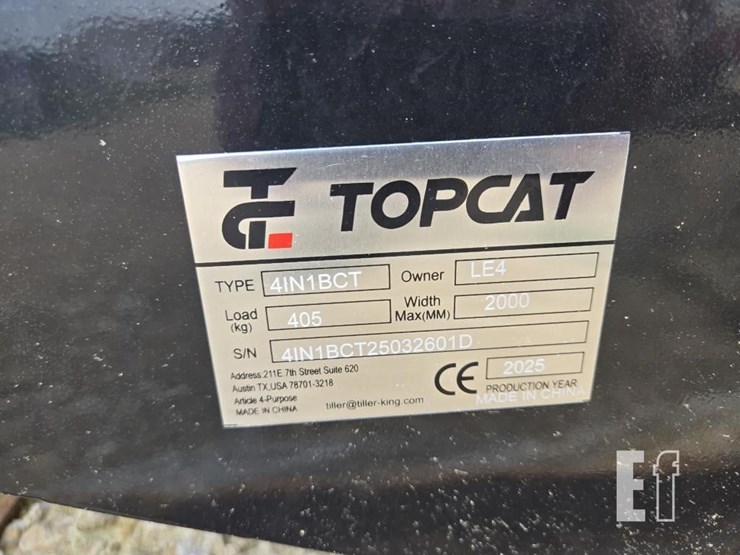 TOPCAT
TYPE 4IN1BCT Owner LE4
Load (kg) 405 Width Max(MM) 2000
S/N 4IN1BCT25032601D
Address:211E 7th Street Suite 620
Austin TX,USA 78701-3218
Article 4-Purpose
MADE IN CHINA
tiller@tiller-king.com
CE 2025
PRODUCTION YEAR
MADE IN CHINA
Ef